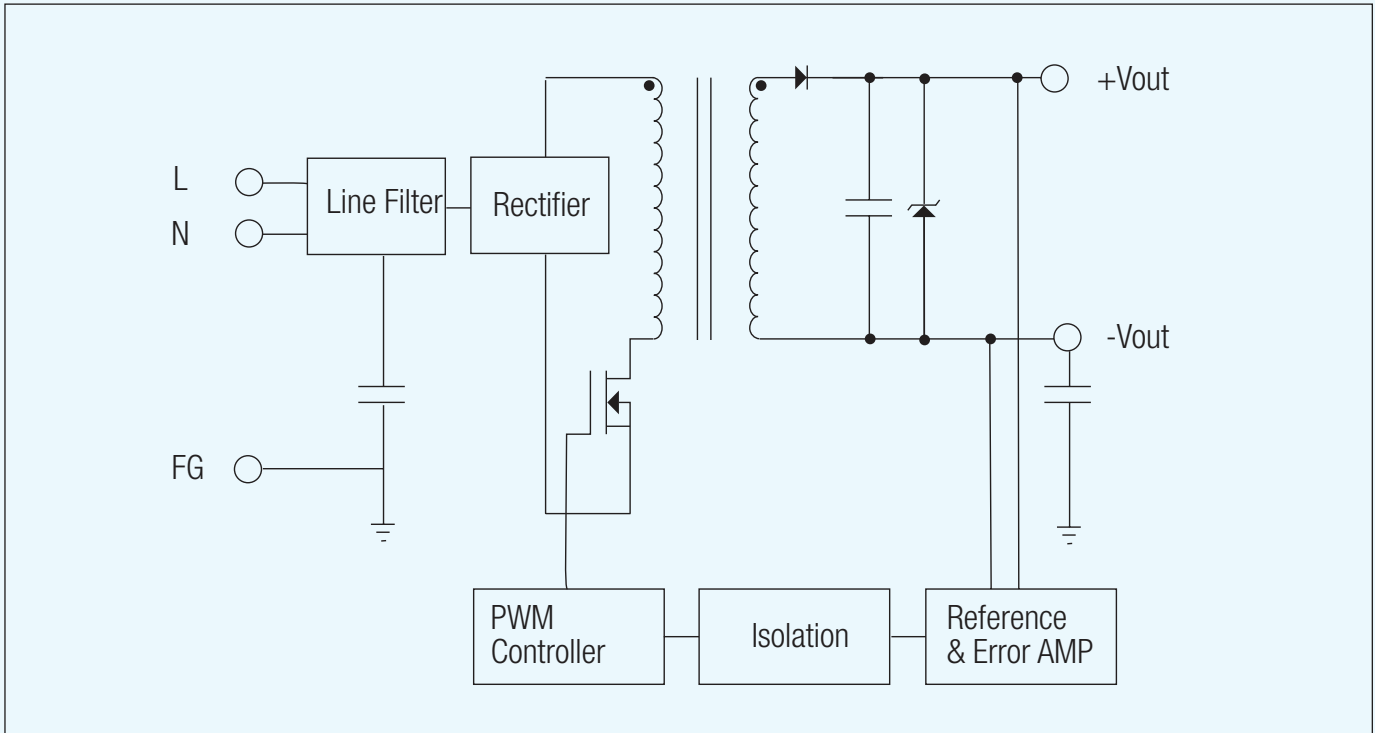 +Vout
L
Line Filter
Rectifier
N
-Vout
FG
PWM
Controller
Isolation
Reference
& Error AMP